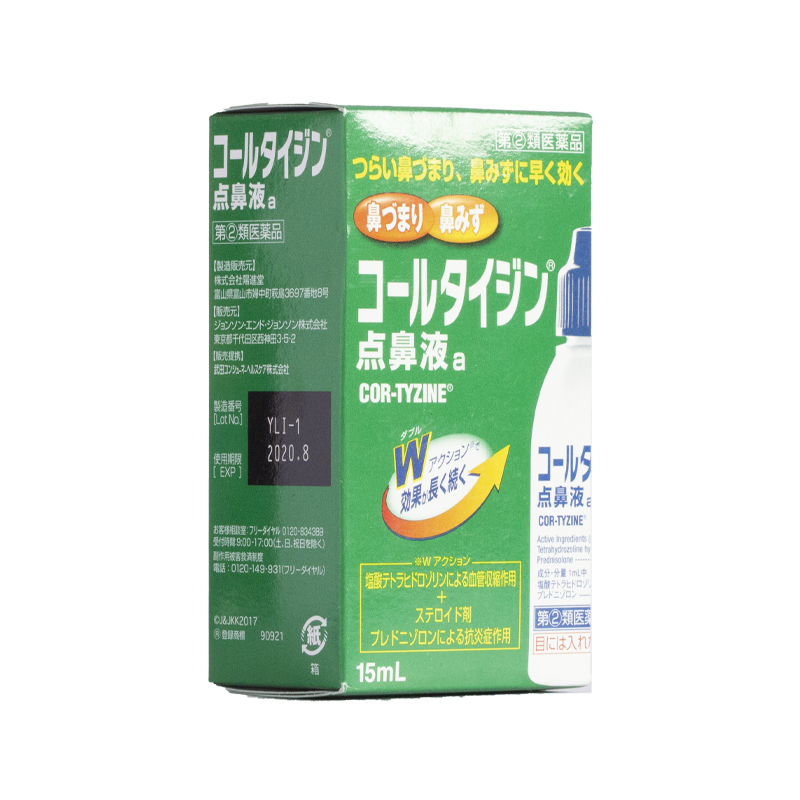 コールタイジン®
点鼻液a
第②類医薬品
【製造販売元】
株式会社陽進堂
富山県富山市婦中町萩島3697番地8号
【販売元】
ジョンソン・エンド・ジョンソン株式会社
東京都千代田区西神田3-5-2
【販売提携】
武田コンシューマーヘルスケア株式会社
製造番号
[Lot No.]
YLI-1
使用期限
[ EXP ]
2020.8
お客様相談室:フリーダイヤル 0120-834389
受付時間 9:00-17:00(土、日、祝日を除く)
副作用被害救済制度
電話:0120-149-931(フリーダイヤル)
©J&JKK2017
®登録商標 90921
紙
箱
第②類医薬品
つらい鼻づまり、鼻みずに早く効く
鼻づまり 鼻みず
コールタイジン®
点鼻液a
COR-TYZINE®
ダブル
Wアクション※で
効果が長く続く
※Wアクション
塩酸テトラヒドロゾリンによる血管収縮作用
+
ステロイド剤
プレドニゾロンによる抗炎症作用
15mL
コールタ
点鼻液a
COR-TYZINE®
Active Ingredients
Tetrahydrozoline hy
Prednisolone
成分・分量 1mL中
塩酸テトラヒドロゾリン
プレドニゾロン
第②類医
目には入れ